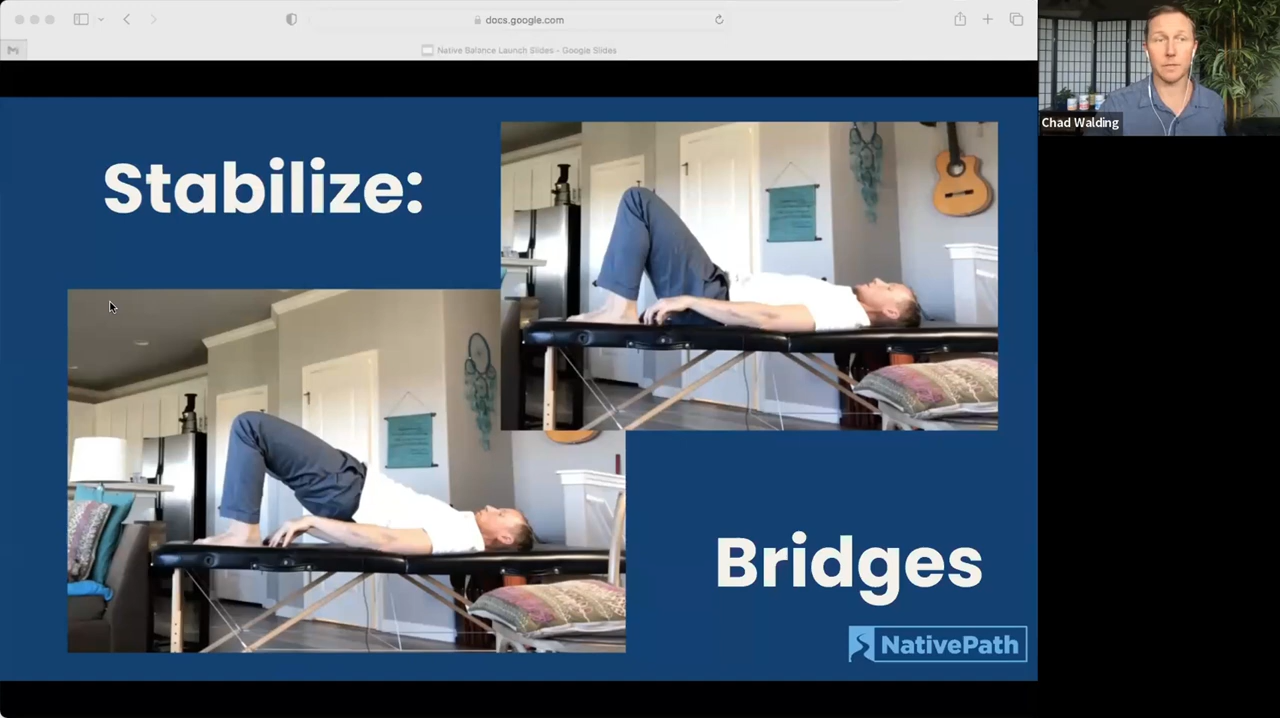 docs.google.com
Native Balance Launch Slides - Google Slides
Chad Walding
Stabilize:
Bridges
NativePath